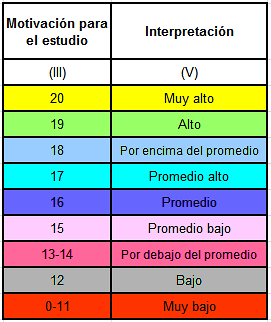 Motivación para el estudio Interpretación
(III) (V)
20 Muy alto
19 Alto
18 Por encima del promedio
17 Promedio alto
16 Promedio
15 Promedio bajo
13-14 Por debajo del promedio
12 Bajo
0-11 Muy bajo